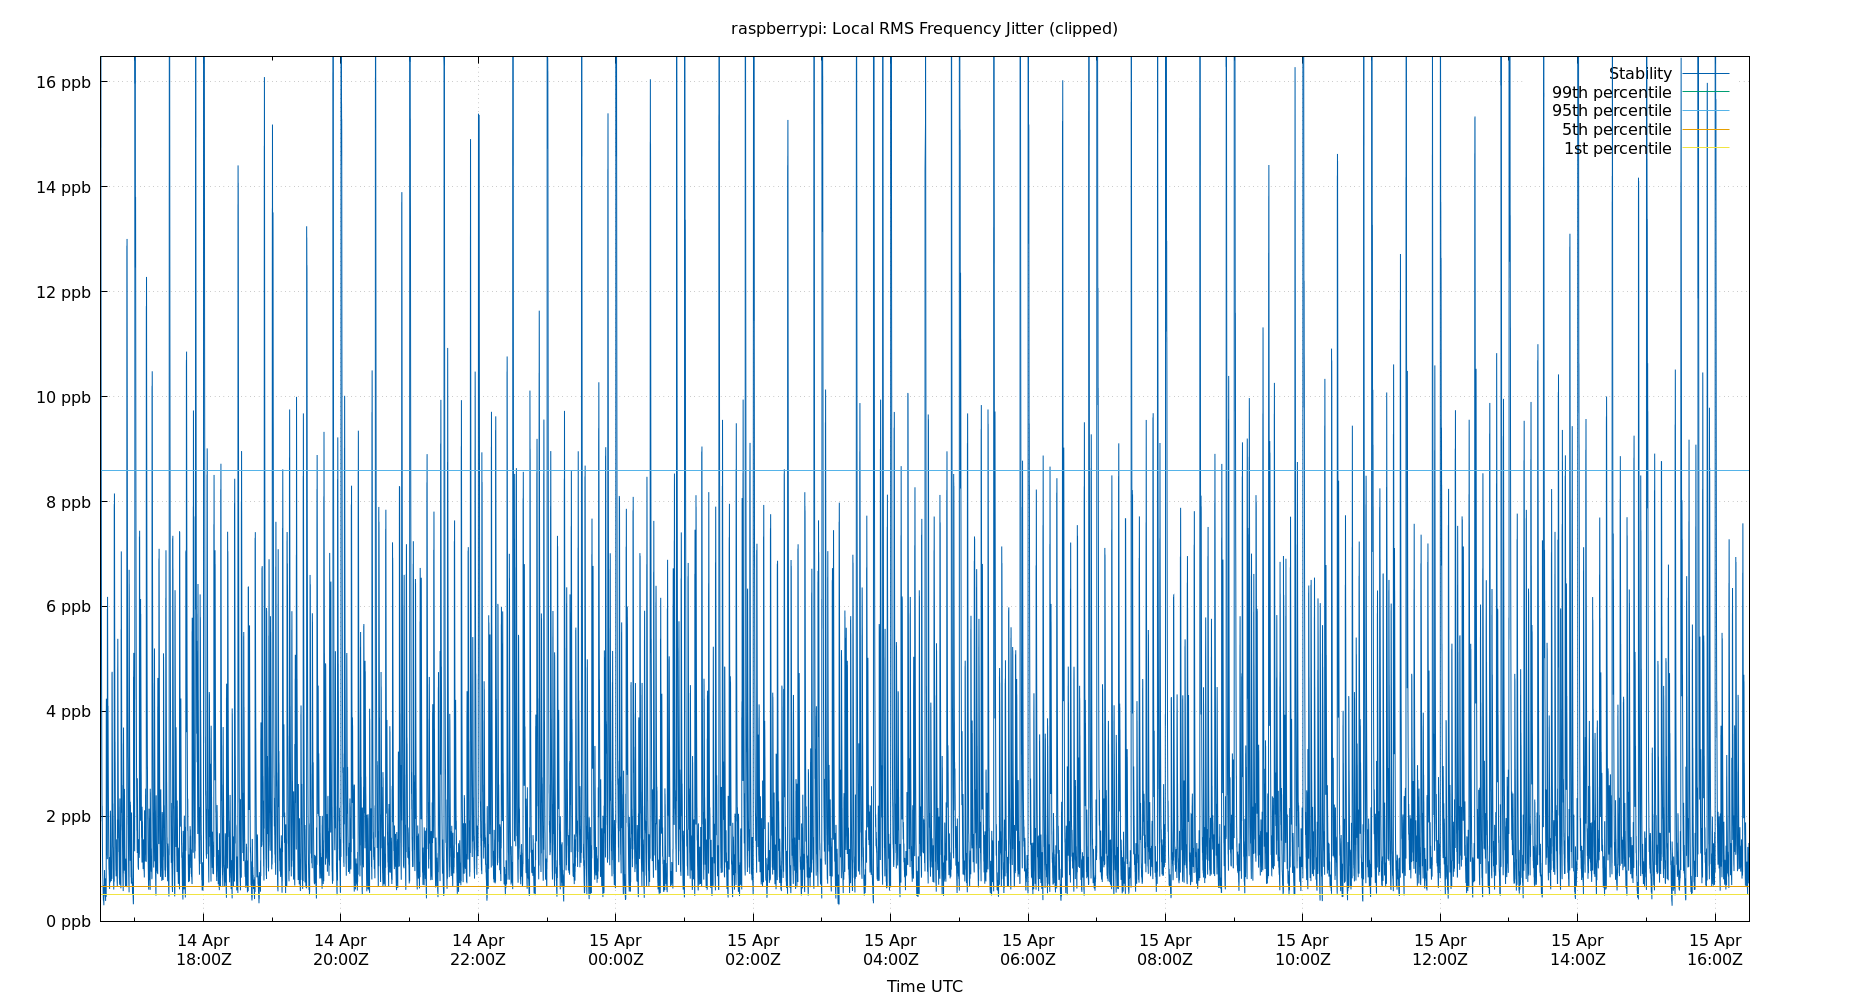 raspberrypi: Local RMS Frequency Jitter (clipped)
16 ppb
14 ppb
12 ppb
10 ppb
8 ppb
6 ppb
4 ppb
2 ppb
0 ppb
Stability
99th percentile
95th percentile
5th percentile
1st percentile
14 Apr 14 Apr 14 Apr 15 Apr 15 Apr 15 Apr 15 Apr 15 Apr 15 Apr 15 Apr 15 Apr 15 Apr
18:00Z 20:00Z 22:00Z 00:00Z 02:00Z 04:00Z 06:00Z 08:00Z 10:00Z 12:00Z 14:00Z 16:00Z
Time UTC